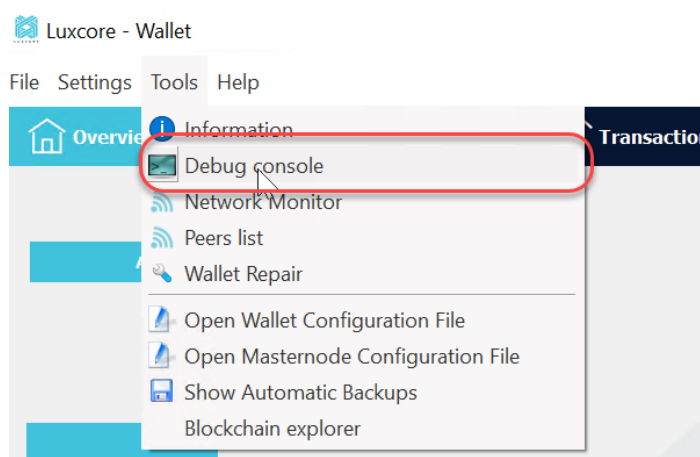 LUXCORE
Luxcore - Wallet
File Settings Tools Help
Overvie
Transactio
Information
Debug console
Network Monitor
Peers list
Wallet Repair
Open Wallet Configuration File
Open Masternode Configuration File
Show Automatic Backups
Blockchain explorer